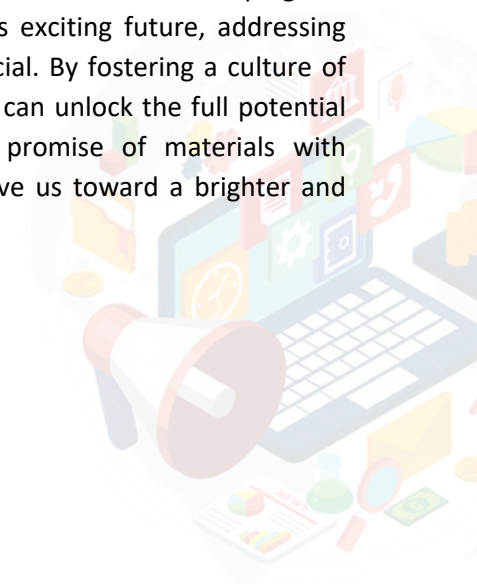 s exciting future, addressing
cial. By fostering a culture of
can unlock the full potential
promise of materials with
ve us toward a brighter and
NEWS